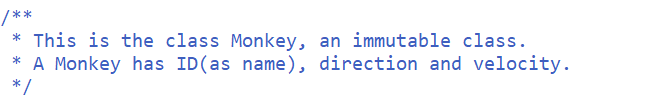 /**
* This is the class Monkey, an immutable class.
* A Monkey has ID(as name), direction and velocity.
*/